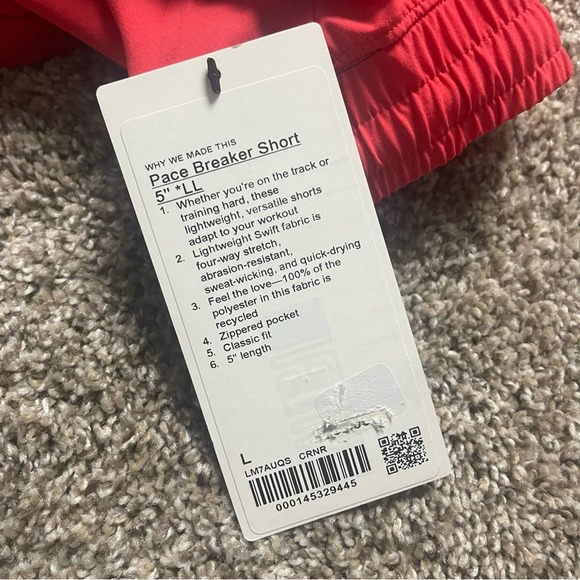 WHY WE MADE THIS
Pace Breaker Short
5" *LL
1. Whether you're on the track or
training hard, these
lightweight, versatile shorts
adapt to your workout
2. Lightweight Swift fabric is
four-way stretch,
abrasion-resistant,
sweat-wicking, and quick-drying
3. Feel the love—100% of the
polyester in this fabric is
recycled
4. Zippered pocket
5. Classic fit
6. 5" length
L
LM7AUQS CRNR
000145329445